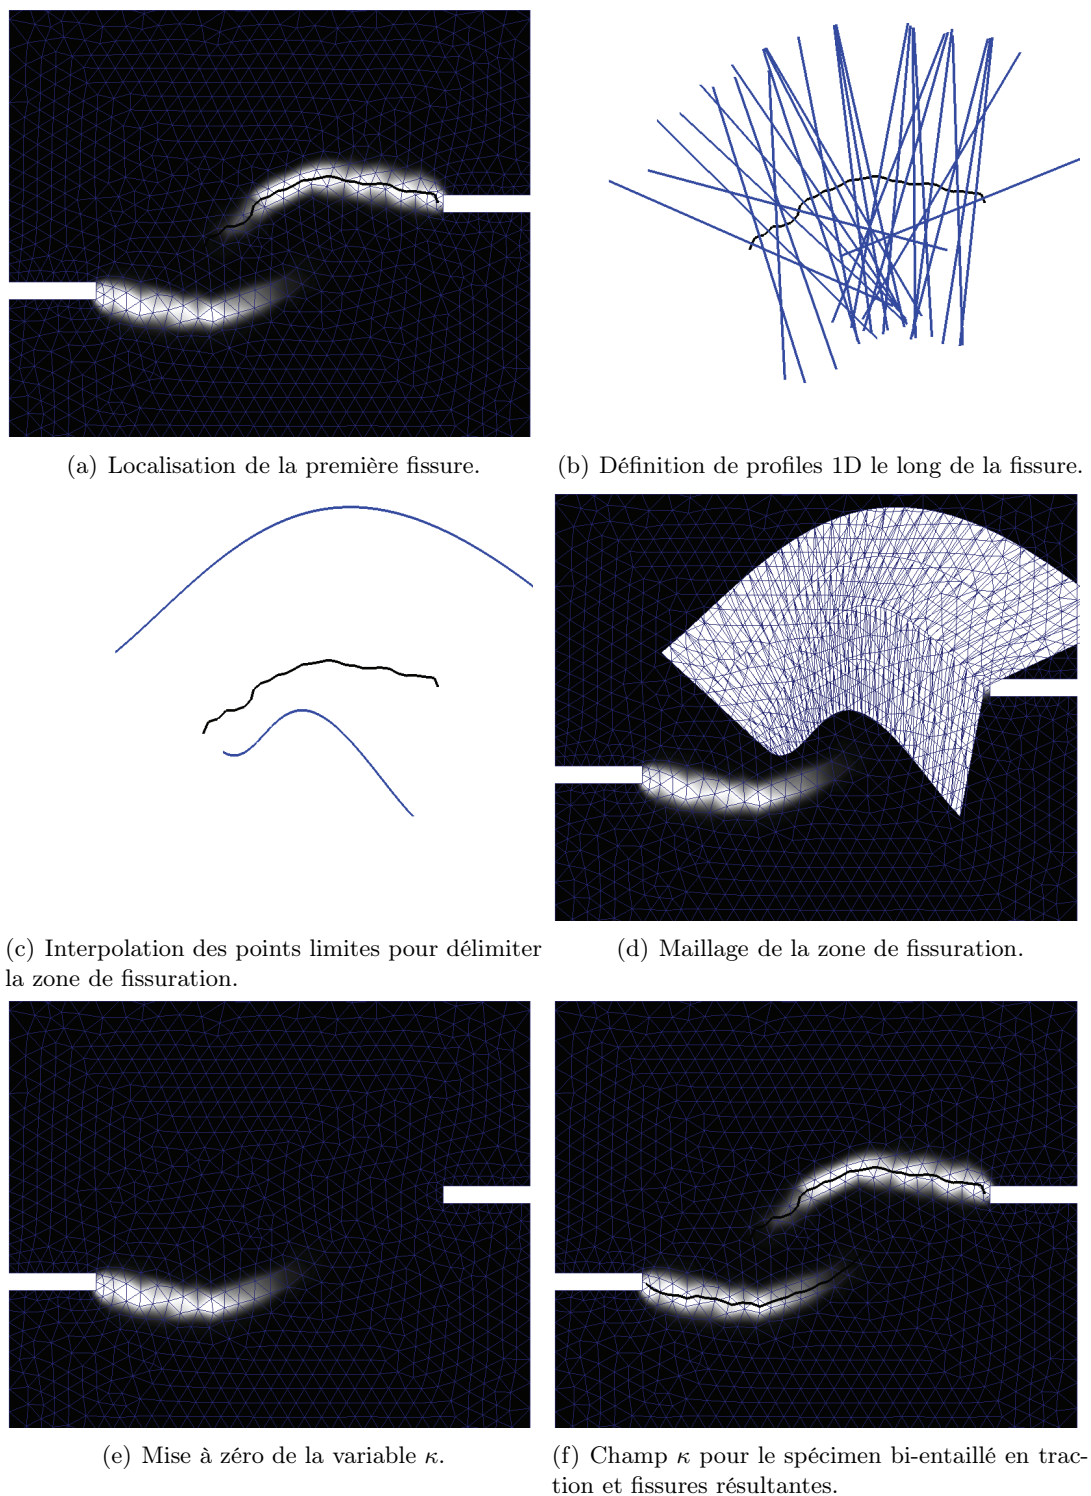 (a) Localisation de la première fissure.
(b) Définition de profiles 1D le long de la fissure.
(c) Interpolation des points limites pour délimiter
la zone de fissuration.
(d) Maillage de la zone de fissuration.
(e) Mise à zéro de la variable κ.
(f) Champ κ pour le spécimen bi-entaillé en trac-
tion et fissures résultantes.